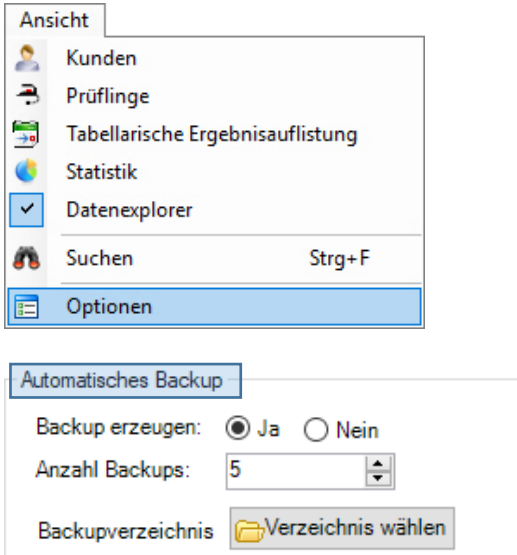 Ansicht
Kunden
Prüflinge
Tabellarische Ergebnisauflistung
Statistik
Datenexplorer
Suchen Strg+F
Optionen
Automatisches Backup
Backup erzeugen: Ja Nein
Anzahl Backups: 5
Backupverzeichnis Verzeichnis wählen